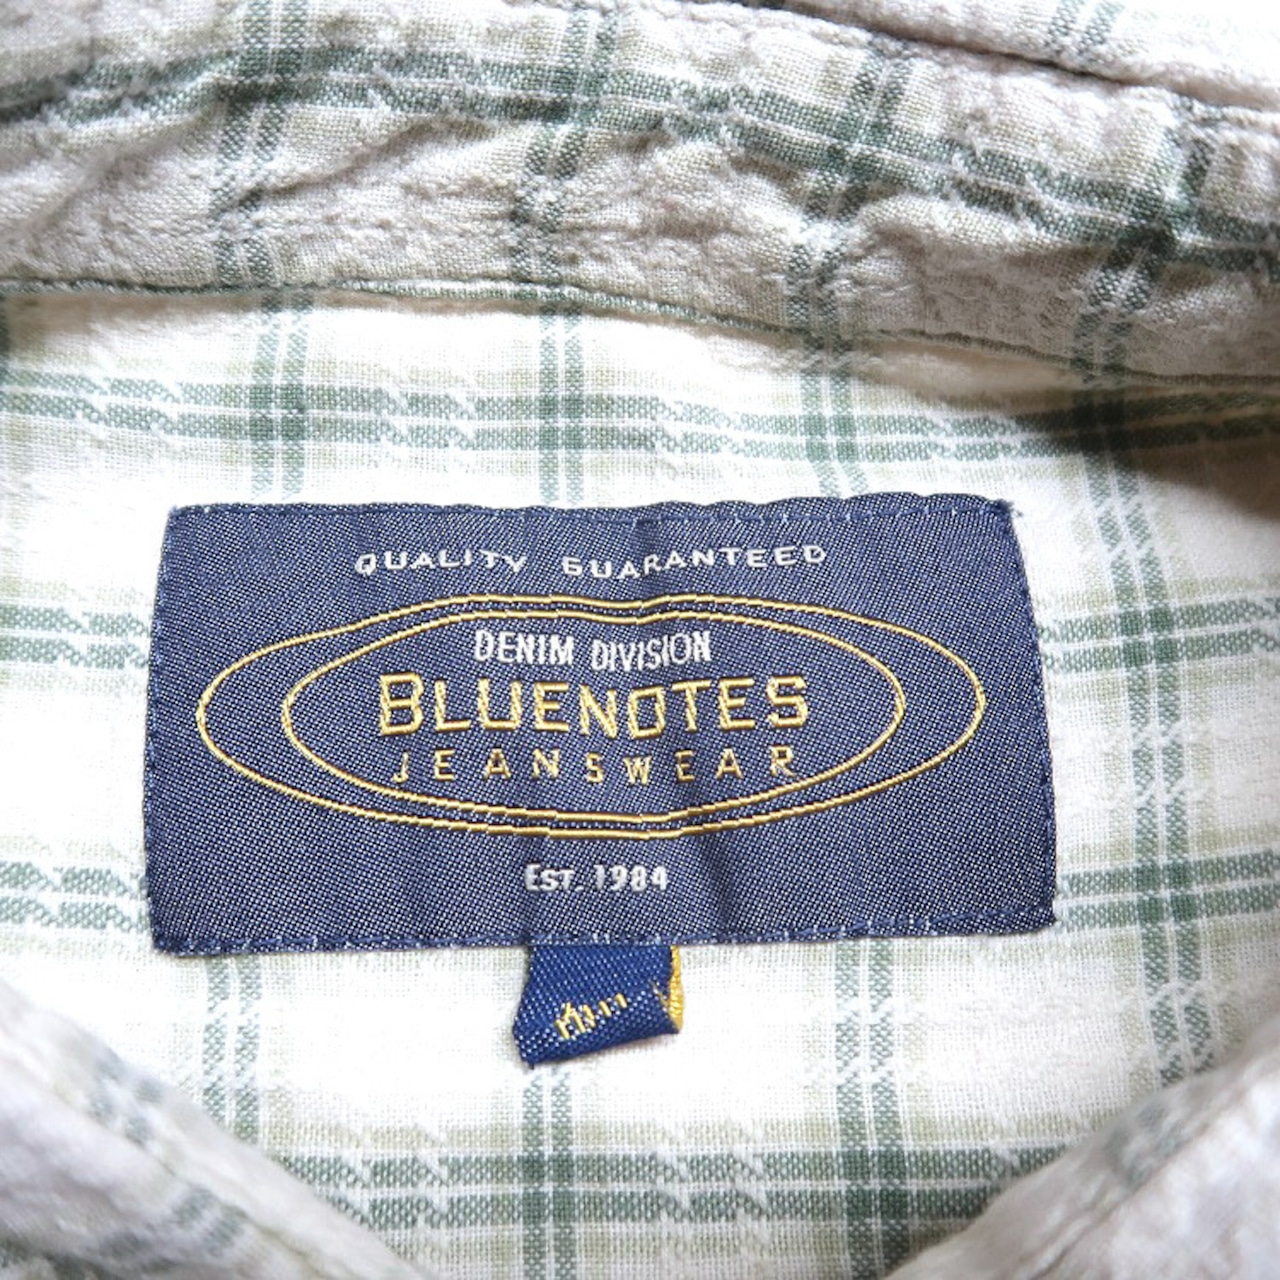 QUALITY GUARANTEED
DENIM DIVISION
BLUENOTES
JEANSWEAR
EST. 1984